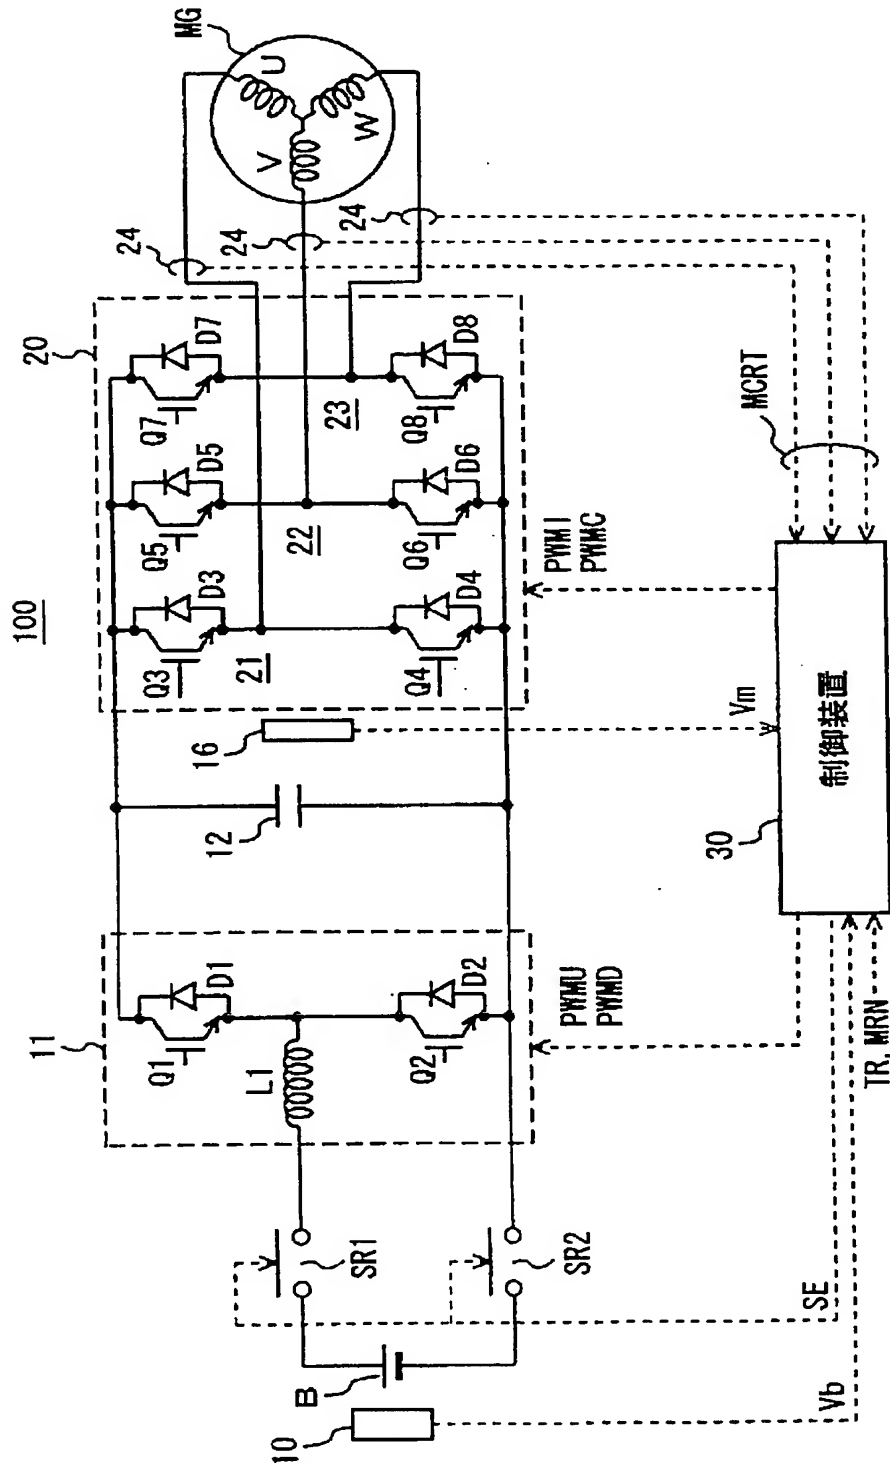 100
MG
U
V
W
24
24
24
20
11
Q1
D1
Q3
D3
Q5
D5
Q7
D7
L1
12
16
21
22
23
Q2
D2
Q4
D4
Q6
D6
Q8
D8
10
B
SR1
SR2
PWMU
PWMD
PWMI
PWMC
MCRT
Vm
30
制御装置
Vb
SE
TR, MRN